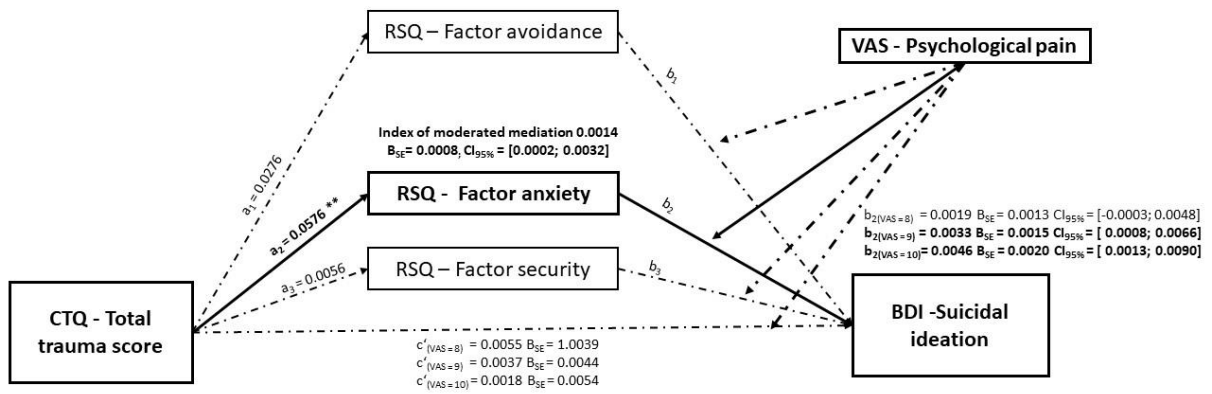 RSQ – Factor avoidance
VAS - Psychological pain
b1
Index of moderated mediation 0.0014
BSE= 0.0008, CI95% = [0.0002; 0.0032]
a1 = 0.0276
RSQ - Factor anxiety
a2 = 0.0576 **
b2
b2(VAS = 8) = 0.0019 BSE = 0.0013 CI95% = [-0.0003; 0.0048]
b2(VAS = 9) = 0.0033 BSE = 0.0015 CI95% = [ 0.0008; 0.0066]
b2(VAS = 10)= 0.0046 BSE = 0.0020 CI95% = [ 0.0013; 0.0090]
RSQ – Factor security
a3 = 0.0056
b3
CTQ - Total
trauma score
BDI -Suicidal
ideation
c‘(VAS = 8) = 0.0055 BSE = 1.0039
c‘(VAS = 9) = 0.0037 BSE = 0.0044
c‘(VAS = 10) = 0.0018 BSE = 0.0054